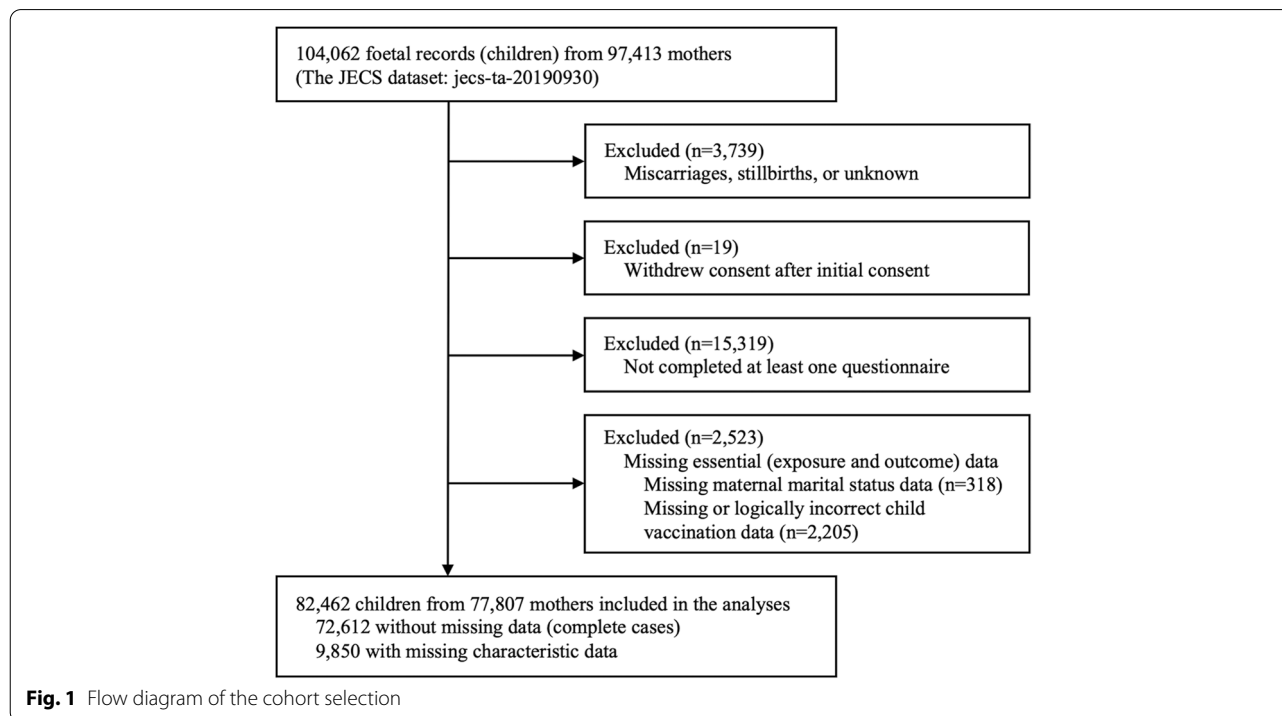 104,062 foetal records (children) from 97,413 mothers
(The JECS dataset: jecs-ta-20190930)
Excluded (n=3,739)
Miscarriages, stillbirths, or unknown
Excluded (n=19)
Withdrew consent after initial consent
Excluded (n=15,319)
Not completed at least one questionnaire
Excluded (n=2,523)
Missing essential (exposure and outcome) data
Missing maternal marital status data (n=318)
Missing or logically incorrect child
vaccination data (n=2,205)
82,462 children from 77,807 mothers included in the analyses
72,612 without missing data (complete cases)
9,850 with missing characteristic data
Fig. 1 Flow diagram of the cohort selection